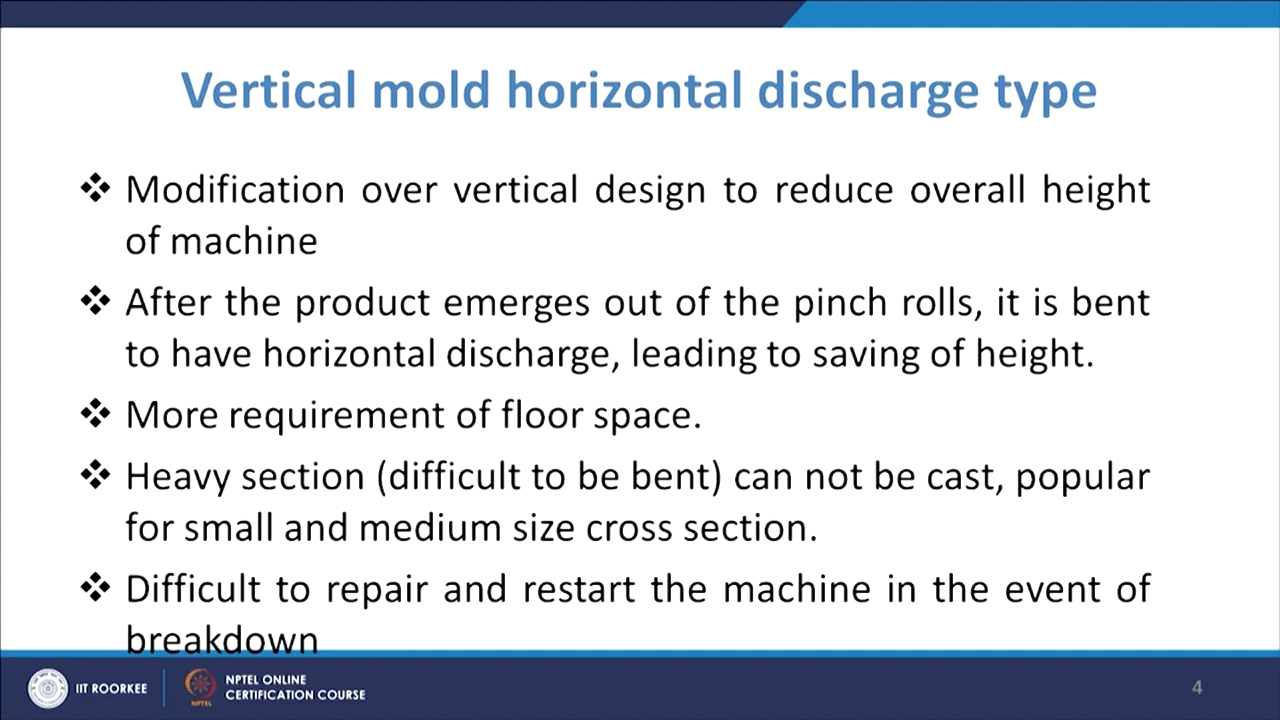 Vertical mold horizontal discharge type
❖ Modification over vertical design to reduce overall height
of machine
❖ After the product emerges out of the pinch rolls, it is bent
to have horizontal discharge, leading to saving of height.
❖ More requirement of floor space.
❖ Heavy section (difficult to be bent) can not be cast, popular
for small and medium size cross section.
❖ Difficult to repair and restart the machine in the event of
breakdown
IIT ROORKEE
NPTEL
NPTEL ONLINE
CERTIFICATION COURSE
4